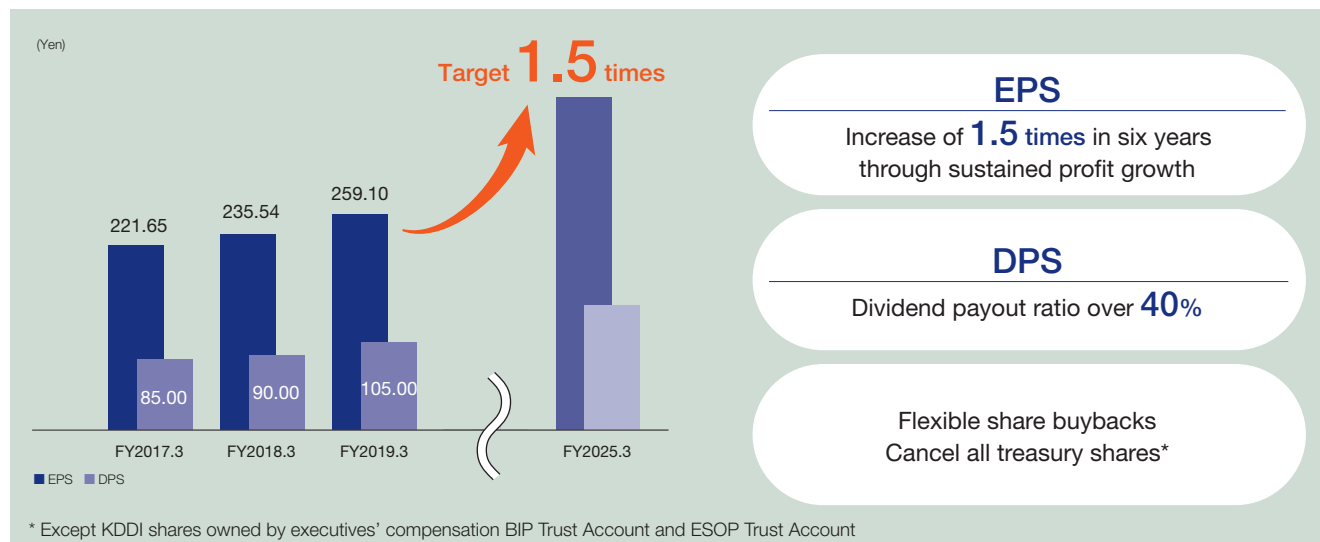 (Yen)
Target 1.5 times
221.65
235.54
259.10
85.00
90.00
105.00
FY2017.3
FY2018.3
FY2019.3
FY2025.3
EPS
DPS
EPS
Increase of 1.5 times in six years
through sustained profit growth
DPS
Dividend payout ratio over 40%
Flexible share buybacks
Cancel all treasury shares*
* Except KDDI shares owned by executives’ compensation BIP Trust Account and ESOP Trust Account